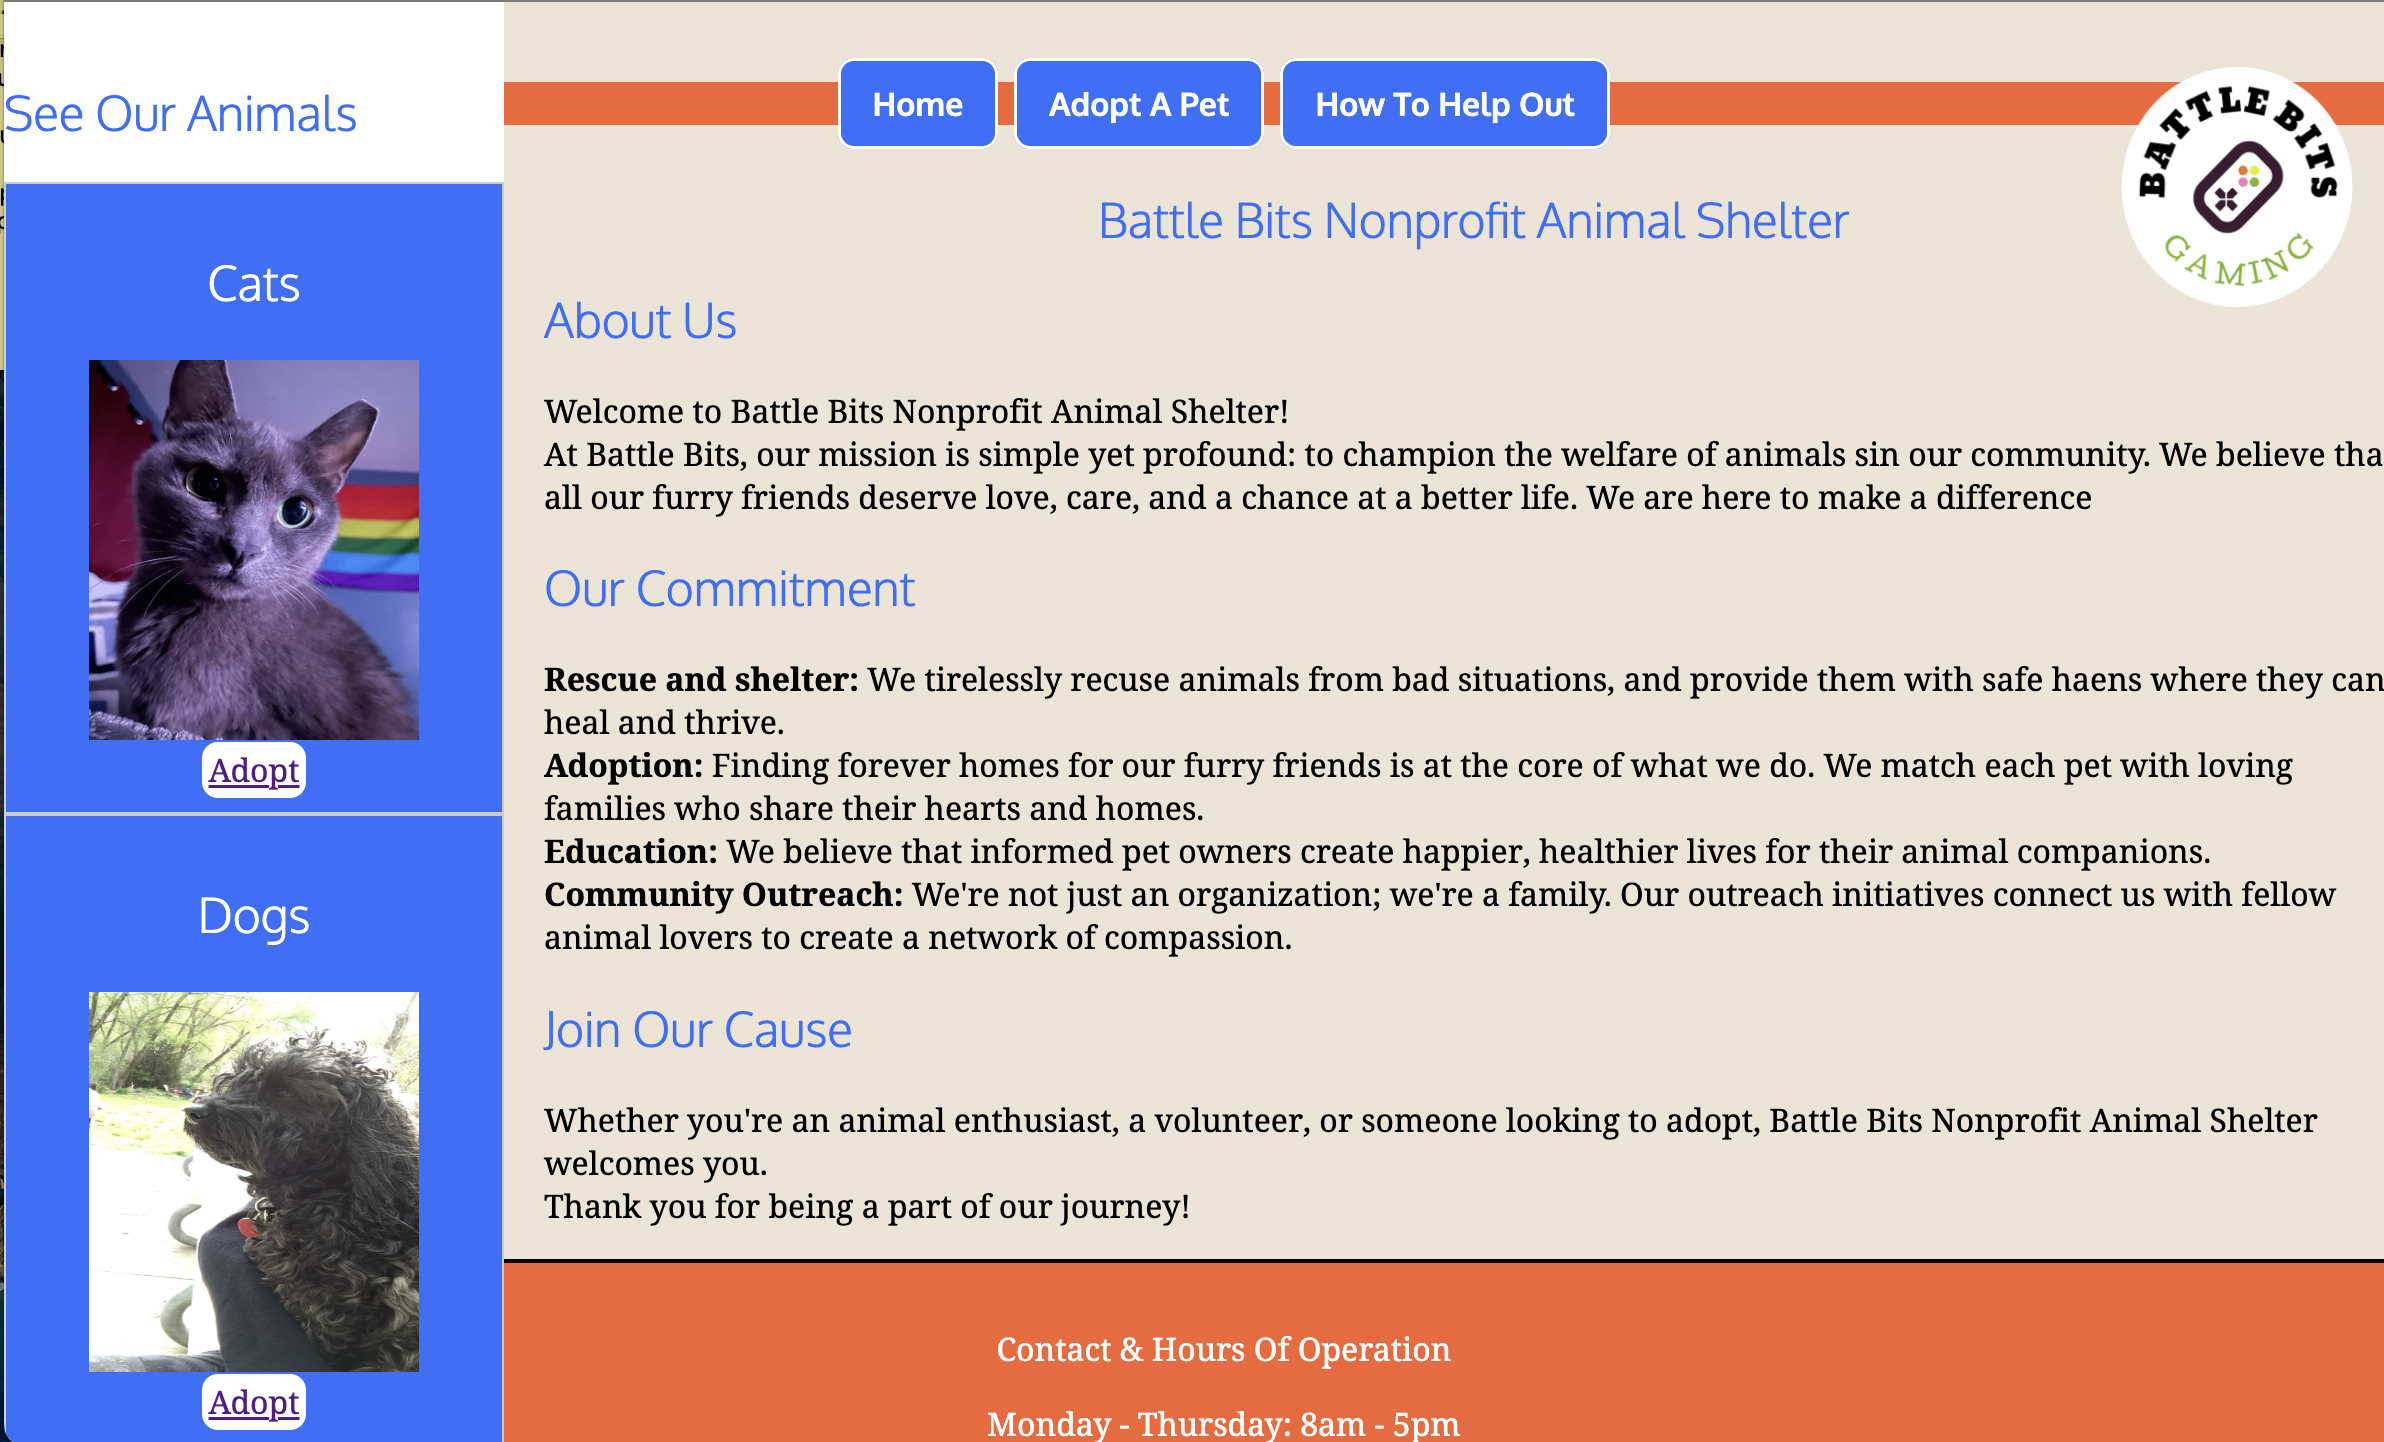 See Our Animals
Cats
Adopt
Dogs
Adopt
Home
Adopt A Pet
How To Help Out
BATTLE BITS
GAMING
Battle Bits Nonprofit Animal Shelter
About Us
Welcome to Battle Bits Nonprofit Animal Shelter!
At Battle Bits, our mission is simple yet profound: to champion the welfare of animals sin our community. We believe tha
all our furry friends deserve love, care, and a chance at a better life. We are here to make a difference
Our Commitment
Rescue and shelter: We tirelessly recuse animals from bad situations, and provide them with safe haens where they can
heal and thrive.
Adoption: Finding forever homes for our furry friends is at the core of what we do. We match each pet with loving
families who share their hearts and homes.
Education: We believe that informed pet owners create happier, healthier lives for their animal companions.
Community Outreach: We're not just an organization; we're a family. Our outreach initiatives connect us with fellow
animal lovers to create a network of compassion.
Join Our Cause
Whether you're an animal enthusiast, a volunteer, or someone looking to adopt, Battle Bits Nonprofit Animal Shelter
welcomes you.
Thank you for being a part of our journey!
Contact & Hours Of Operation
Monday - Thursday: 8am - 5pm